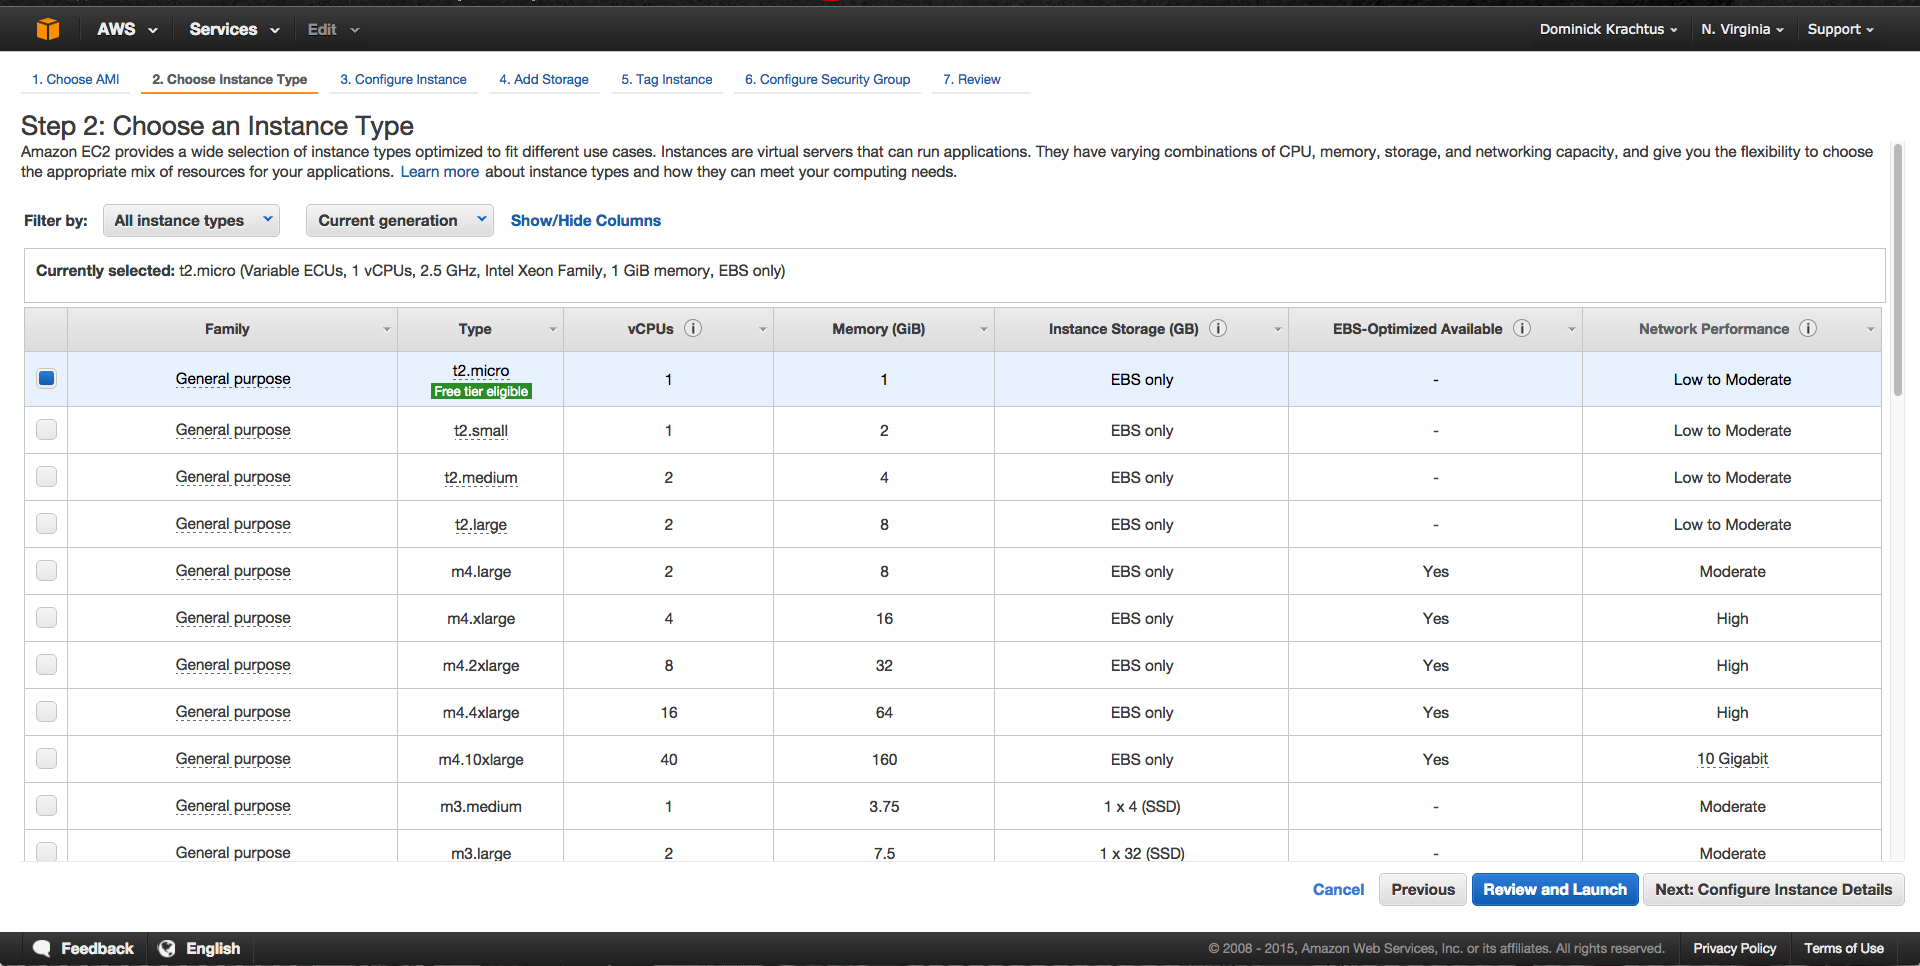 AWS Services Edit Dominick Krachtus N. Virginia Support
1. Choose AMI 2. Choose Instance Type 3. Configure Instance 4. Add Storage 5. Tag Instance 6. Configure Security Group 7. Review
Step 2: Choose an Instance Type
Amazon EC2 provides a wide selection of instance types optimized to fit different use cases. Instances are virtual servers that can run applications. They have varying combinations of CPU, memory, storage, and networking capacity, and give you the flexibility to choose
the appropriate mix of resources for your applications. Learn more about instance types and how they can meet your computing needs.
Filter by: All instance types Current generation Show/Hide Columns
Currently selected: t2.micro (Variable ECUs, 1 vCPUs, 2.5 GHz, Intel Xeon Family, 1 GiB memory, EBS only)
Family Type vCPUs i Memory (GiB) Instance Storage (GB) i EBS-Optimized Available i Network Performance i
General purpose t2.micro 1 1 EBS only - Low to Moderate
Free tier eligible
General purpose t2.small 1 2 EBS only - Low to Moderate
General purpose t2.medium 2 4 EBS only - Low to Moderate
General purpose t2.large 2 8 EBS only - Low to Moderate
General purpose m4.large 2 8 EBS only Yes Moderate
General purpose m4.xlarge 4 16 EBS only Yes High
General purpose m4.2xlarge 8 32 EBS only Yes High
General purpose m4.4xlarge 16 64 EBS only Yes High
General purpose m4.10xlarge 40 160 EBS only Yes 10 Gigabit
General purpose m3.medium 1 3.75 1 x 4 (SSD) - Moderate
General purpose m3.large 2 7.5 1 x 32 (SSD) - Moderate
Cancel Previous Review and Launch Next: Configure Instance Details
Feedback English © 2008 - 2015, Amazon Web Services, Inc. or its affiliates. All rights reserved. Privacy Policy Terms of Use